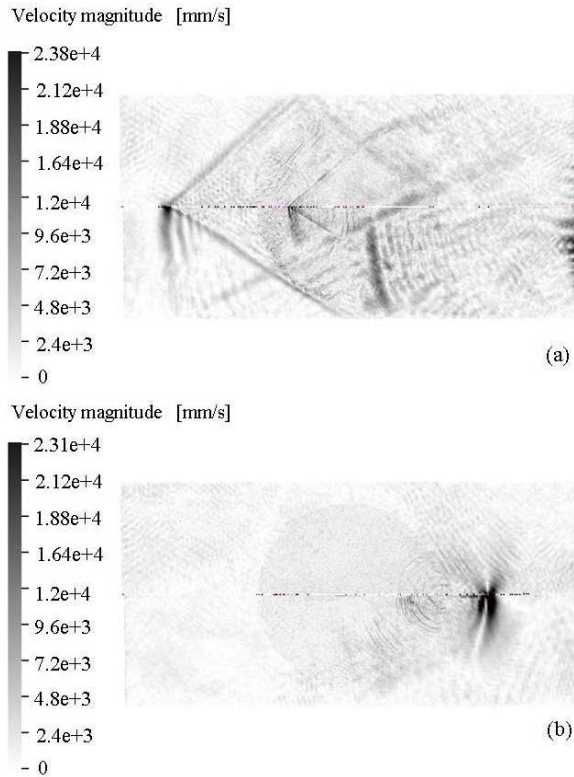 Velocity magnitude [mm/s]
2.38e+4
2.12e+4
1.88e+4
1.64e+4
1.2e+4
9.6e+3
7.2e+3
4.8e+3
2.4e+3
0
(a)
Velocity magnitude [mm/s]
2.31e+4
2.12e+4
1.88e+4
1.64e+4
1.2e+4
9.6e+3
7.2e+3
4.8e+3
2.4e+3
0
(b)